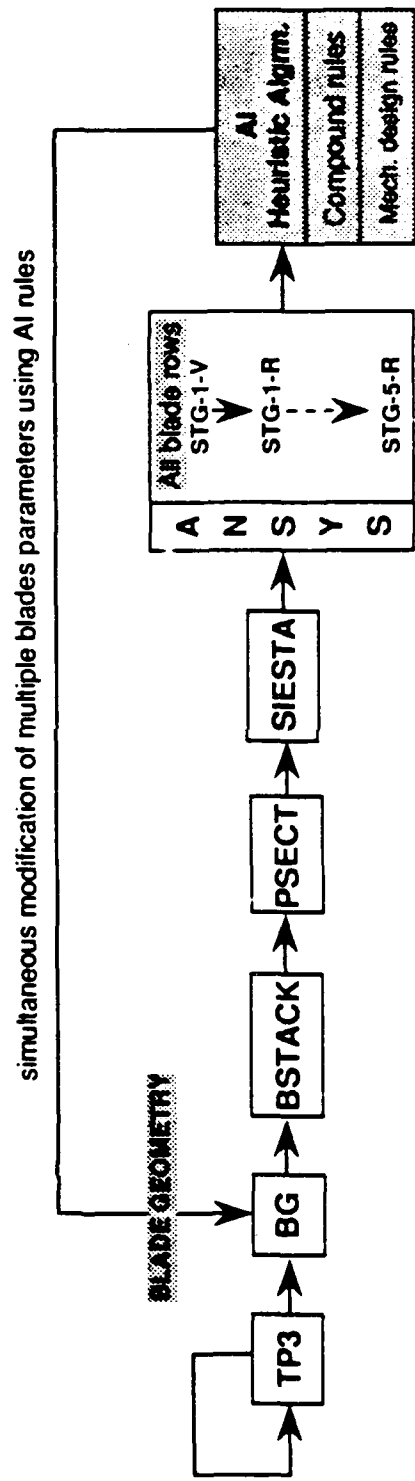 simultaneous modification of multiple blades parameters using AI rules
BLADE GEOMETRY
TP3
BG
BSTACK
PSECT
SIESTA
A
N
S
Y
S
All blade rows
STG-1-V
STG-1-R
STG-5-R
AI
Heuristic Algrm.
Compound rules
Mech. design rules